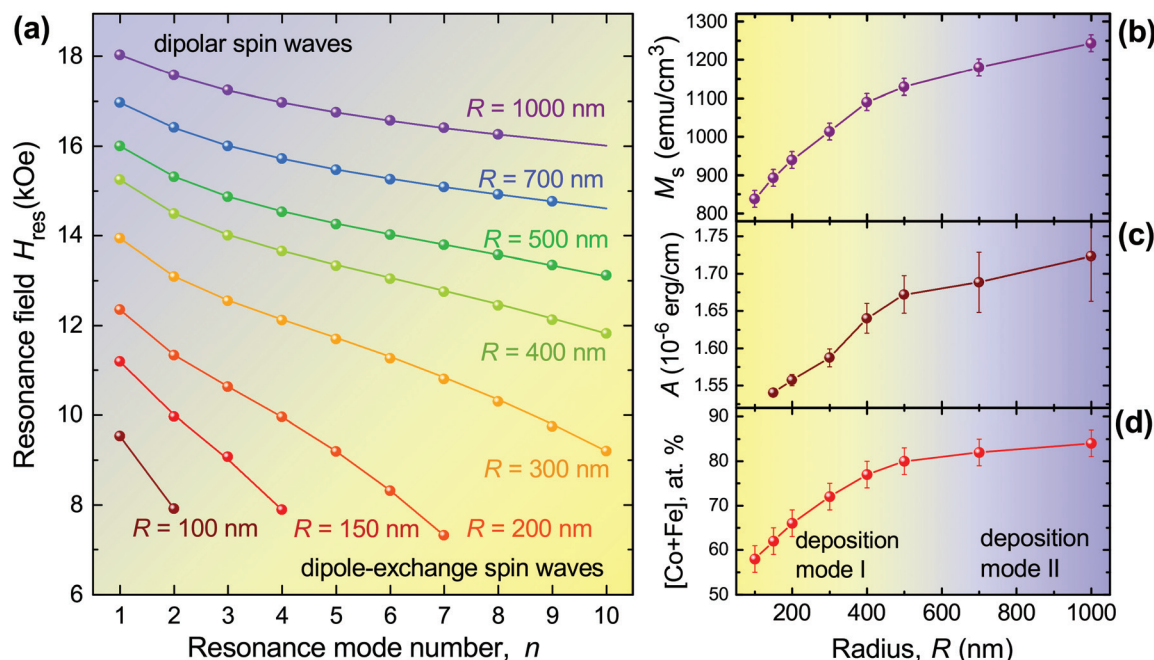 (a)
dipolar spin waves
R = 1000 nm
R = 700 nm
R = 500 nm
R = 400 nm
R = 300 nm
R = 100 nm
R = 150 nm
R = 200 nm
dipole-exchange spin waves
Resonance field H_res (kOe)
18
16
14
12
10
8
6
1 2 3 4 5 6 7 8 9 10
Resonance mode number, n
(b)
M_s (emu/cm³)
1300
1200
1100
1000
900
800
(c)
A (10⁻⁶ erg/cm)
1.75
1.70
1.65
1.60
1.55
(d)
[Co+Fe], at. %
90
80
70
60
50
deposition
mode I
deposition
mode II
200 400 600 800 1000
Radius, R (nm)